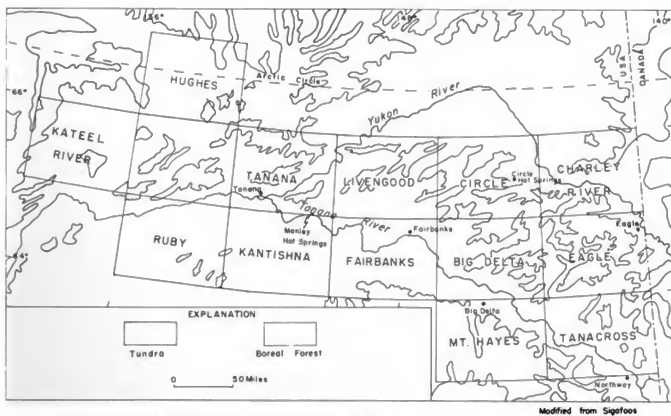 140°
USA
CANADA
HUGHES
Arctic Circle
66°
Yukon River
KATEEL RIVER
TANANA
Tanana
LIVENGOOD
CIRCLE
Circle Hot Springs
CHARLEY RIVER
Tanana River
Manley Hot Springs
Fairbanks
Eagle
RUBY
KANTISHNA
FAIRBANKS
BIG DELTA
EAGLE
64°
EXPLANATION
Tundra
Boreal Forest
0 50 Miles
Big Delta
MT. HAYES
TANACROSS
Northway
Modified from Sigafoos